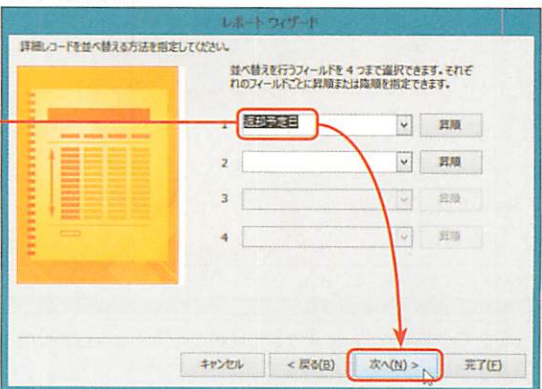 レポート ウィザード
詳細レコードを並べ替える方法を指定してください。
並べ替えを行うフィールドを 4 つまで選択できます。それぞ
れのフィールドごとに昇順または降順を指定できます。
1 返却予定日 昇順
2 昇順
3 昇順
4 昇順
キャンセル < 戻る(B) 次へ(N) > 完了(F)